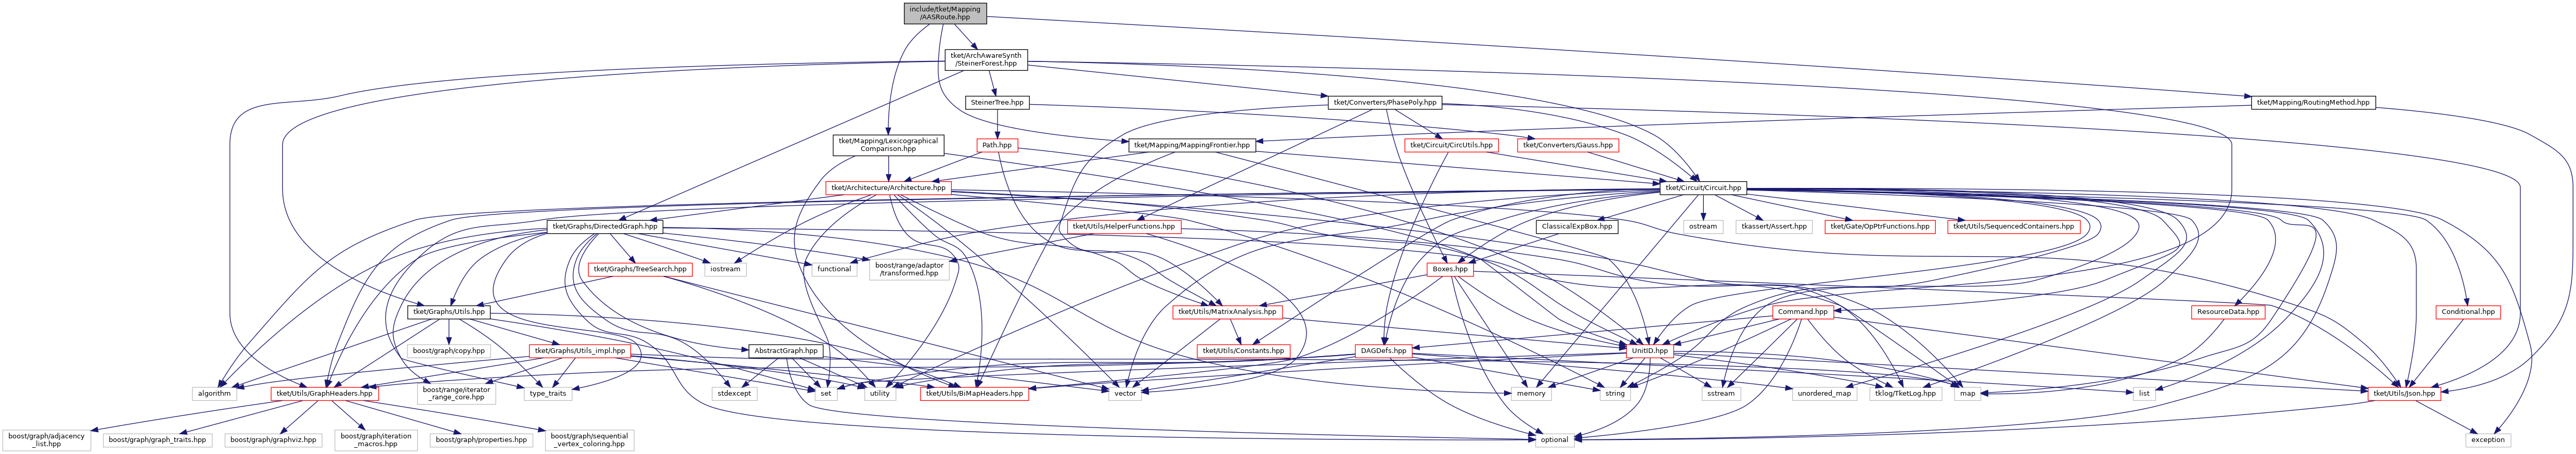 include/tket/Mapping
/AASRoute.hpp
tket/ArchAwareSynth
/SteinerForest.hpp
SteinerTree.hpp
tket/Converters/PhasePoly.hpp
tket/Mapping/RoutingMethod.hpp
tket/Mapping/Lexicographical
Comparison.hpp
Path.hpp
tket/Mapping/MappingFrontier.hpp
tket/Circuit/CircUtils.hpp
tket/Converters/Gauss.hpp
tket/Architecture/Architecture.hpp
tket/Circuit/Circuit.hpp
tket/Graphs/DirectedGraph.hpp
tket/Utils/HelperFunctions.hpp
ClassicalExpBox.hpp
ostream
tkassert/Assert.hpp
tket/Gate/OpPtrFunctions.hpp
tket/Utils/SequencedContainers.hpp
tket/Graphs/TreeSearch.hpp
iostream
functional
boost/range/adaptor
/transformed.hpp
Boxes.hpp
tket/Graphs/Utils.hpp
tket/Utils/MatrixAnalysis.hpp
Command.hpp
ResourceData.hpp
Conditional.hpp
boost/graph/copy.hpp
tket/Graphs/Utils_impl.hpp
AbstractGraph.hpp
tket/Utils/Constants.hpp
DAGDefs.hpp
UnitID.hpp
algorithm
tket/Utils/GraphHeaders.hpp
boost/range/iterator
_range_core.hpp
type_traits
stdexcept
set
utility
tket/Utils/BiMapHeaders.hpp
vector
memory
string
sstream
unordered_map
tklog/TketLog.hpp
map
list
tket/Utils/Json.hpp
boost/graph/adjacency
_list.hpp
boost/graph/graph_traits.hpp
boost/graph/graphviz.hpp
boost/graph/iteration
_macros.hpp
boost/graph/properties.hpp
boost/graph/sequential
_vertex_coloring.hpp
optional
exception